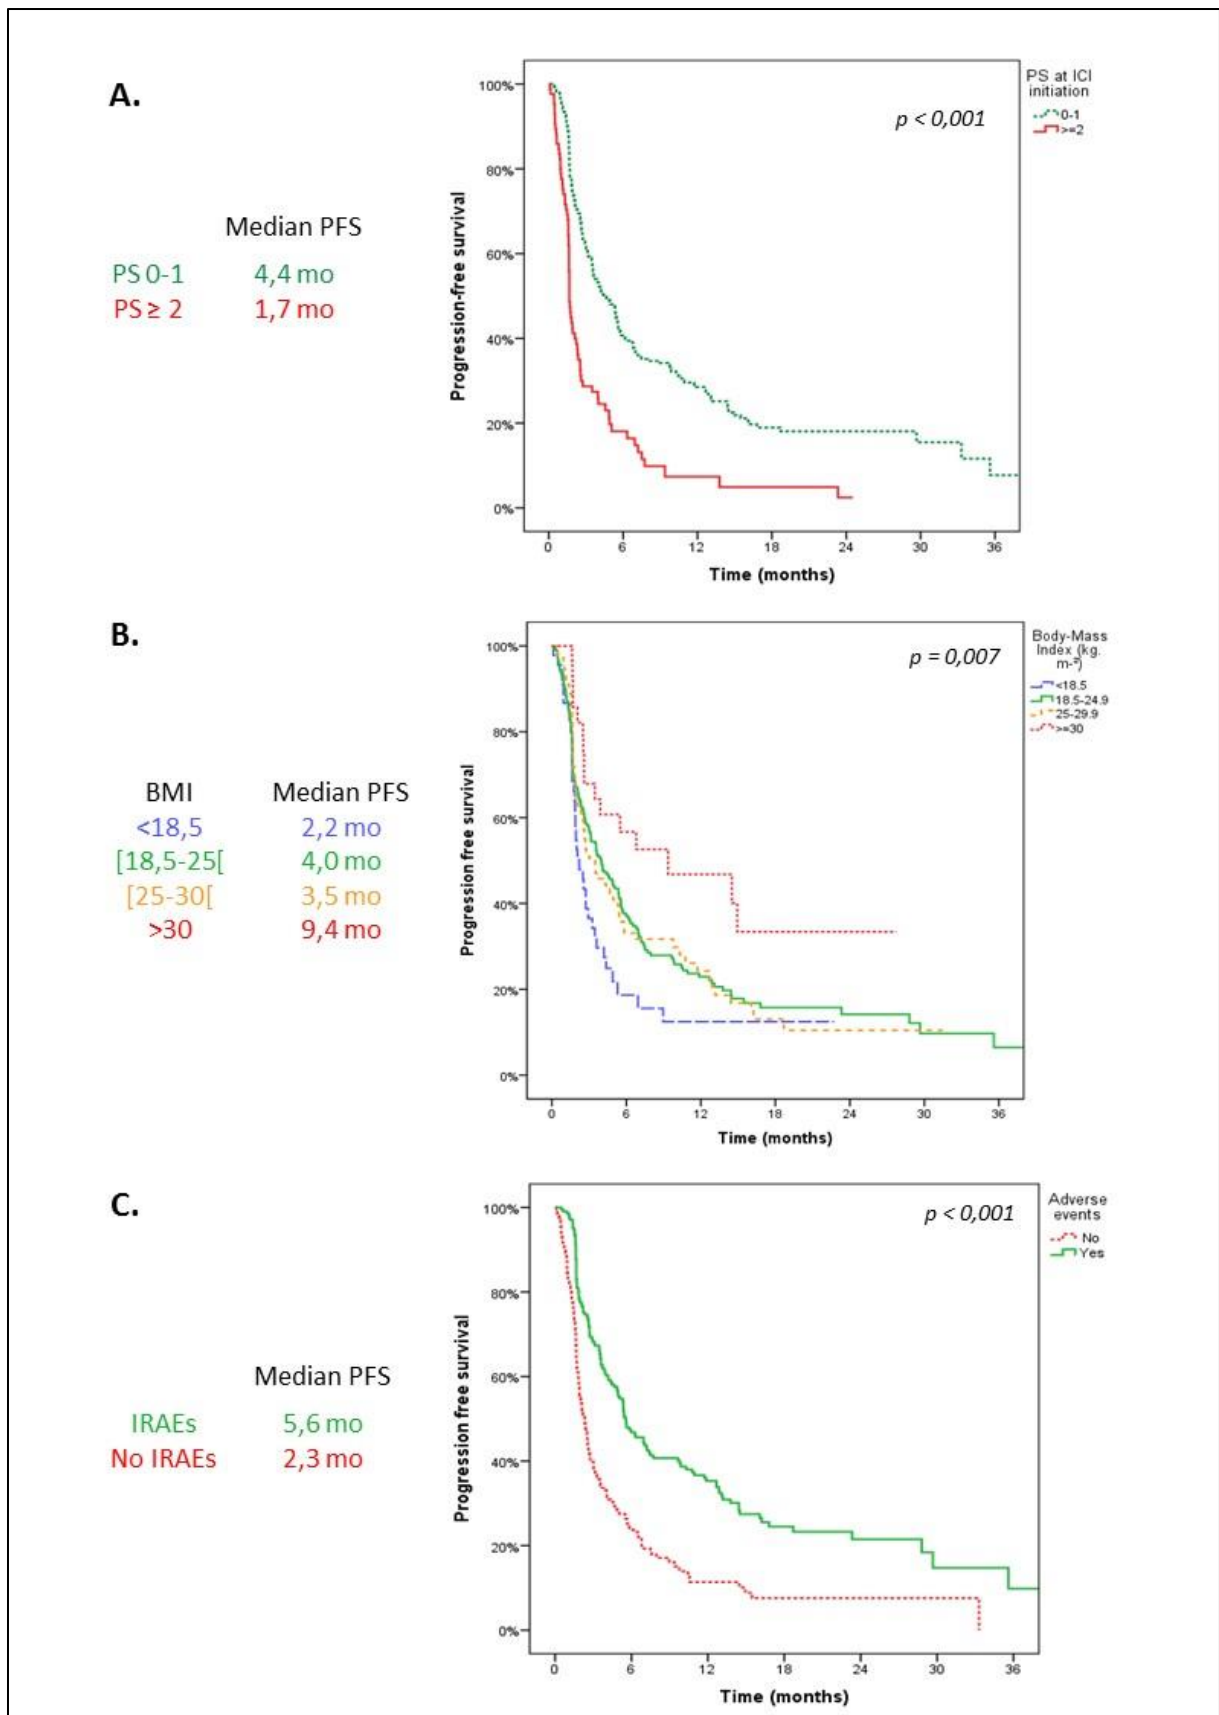 A.
Median PFS
PS 0-1 4,4 mo
PS ≥ 2 1,7 mo
Progression-free survival
100%
80%
60%
40%
20%
0%
0 6 12 18 24 30 36
Time (months)
p < 0,001
PS at ICI
initiation
0-1
>=2
B.
BMI Median PFS
<18,5 2,2 mo
[18,5-25[ 4,0 mo
[25-30[ 3,5 mo
>30 9,4 mo
Progression free survival
100%
80%
60%
40%
20%
0%
0 6 12 18 24 30 36
Time (months)
p = 0,007
Body-Mass
Index (kg.
m-²)
<18.5
18.5-24.9
25-29.9
>=30
C.
Median PFS
IRAEs 5,6 mo
No IRAEs 2,3 mo
Progression free survival
100%
80%
60%
40%
20%
0%
0 6 12 18 24 30 36
Time (months)
p < 0,001
Adverse
events
No
Yes